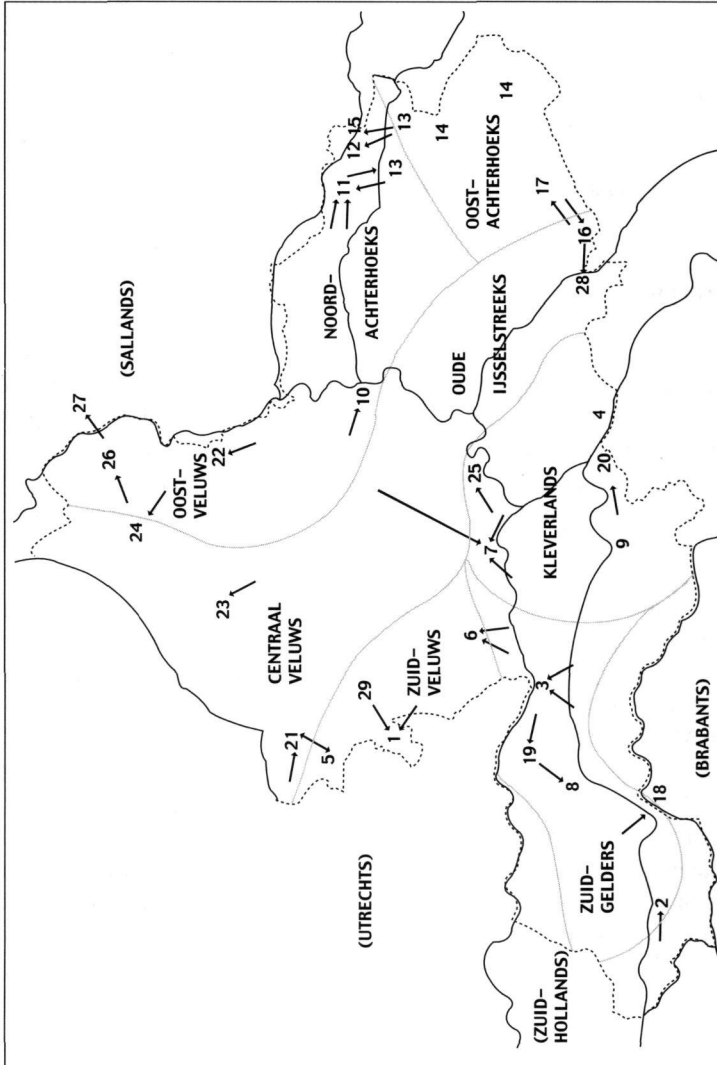 27
26
(SALLANDS)
24
OOST-
VELUWS
22
23
CENTRAAL
VELUWS
21
5
NOORD-
ACHTERHOEKS
11
12
15
(UTRECHTS)
29
10
1
ZUID-
VELUWS
13
13
14
OUDE
IJSSELSTREEKS
OOST-
ACHTERHOEKS
6
25
7
14
19
(ZUID-
HOLLANDS)
3
KLEVERLANDS
17
8
28
16
ZUID-
GELDERS
20
4
9
18
2
(BRABANTS)